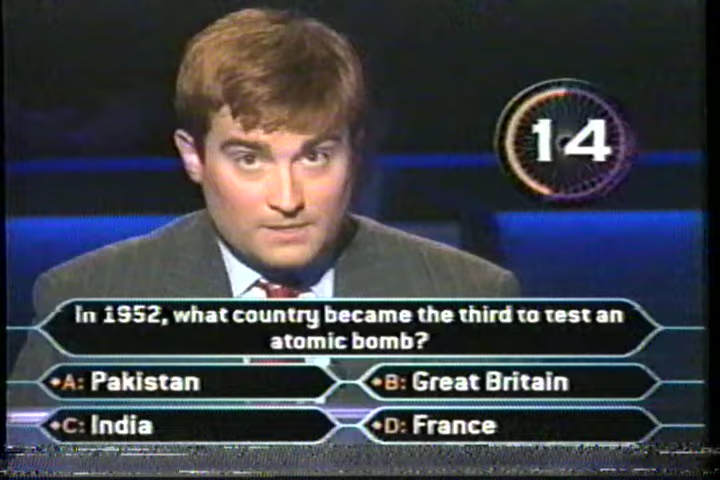 14
In 1952, what country became the third to test an
atomic bomb?
A: Pakistan
B: Great Britain
C: India
D: France